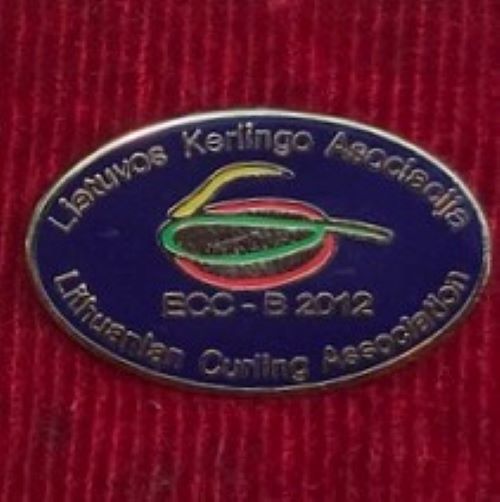 Lietuvos Kerlingo Asociacija
ECC - B 2012
Lithuanian Curling Association